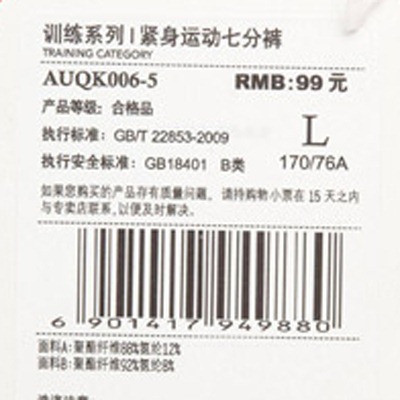 训练系列 | 紧身运动七分裤
TRAINING CATEGORY
AUQK006-5 RMB:99 元
产品等级: 合格品
执行标准: GB/T 22853-2009
L
执行安全标准: GB18401 B类
170/76A
如果您购买的产品存有质量问题, 请持购物小票在 15 天之内
与专卖店联系,以便及时解决。
6 901417 949880
面料A:聚酯纤维88%氨纶12%
面料B:聚酯纤维92%氨纶8%